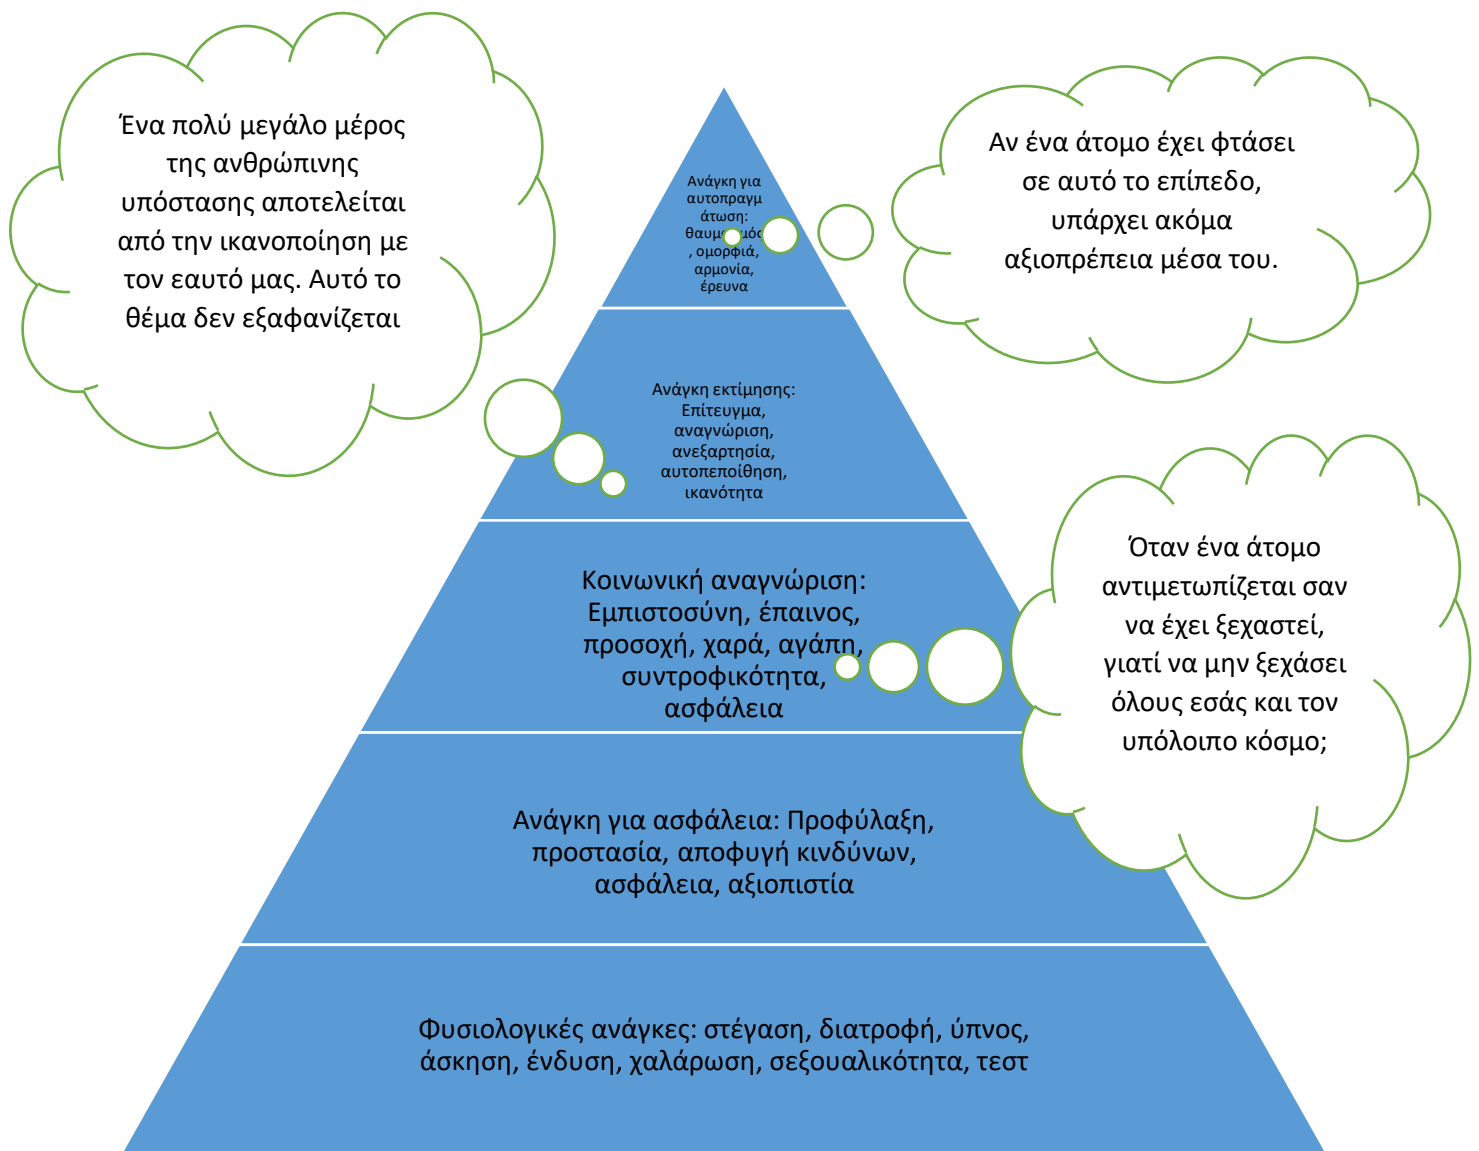 Ένα πολύ μεγάλο μέρος
της ανθρώπινης
υπόστασης αποτελείται
από την ικανοποίηση με
τον εαυτό μας. Αυτό το
θέμα δεν εξαφανίζεται
Αν ένα άτομο έχει φτάσει
σε αυτό το επίπεδο,
υπάρχει ακόμα
αξιοπρέπεια μέσα του.
Ανάγκη για
αυτοπραγμ
άτωση:
, ομορφιά,
αρμονία,
έρευνα
Ανάγκη εκτίμησης:
Επίτευγμα,
αναγνώριση,
ανεξαρτησία,
αυτοπεποίθηση,
ικανότητα
Κοινωνική αναγνώριση:
Εμπιστοσύνη, έπαινος,
προσοχή, χαρά, αγάπη,
συντροφικότητα,
ασφάλεια
Όταν ένα άτομο
αντιμετωπίζεται σαν
να έχει ξεχαστεί,
γιατί να μην ξεχάσει
όλους εσάς και τον
υπόλοιπο κόσμο;
Ανάγκη για ασφάλεια: Προφύλαξη,
προστασία, αποφυγή κινδύνων,
ασφάλεια, αξιοπιστία
Φυσιολογικές ανάγκες: στέγαση, διατροφή, ύπνος,
άσκηση, ένδυση, χαλάρωση, σεξουαλικότητα, τεστ